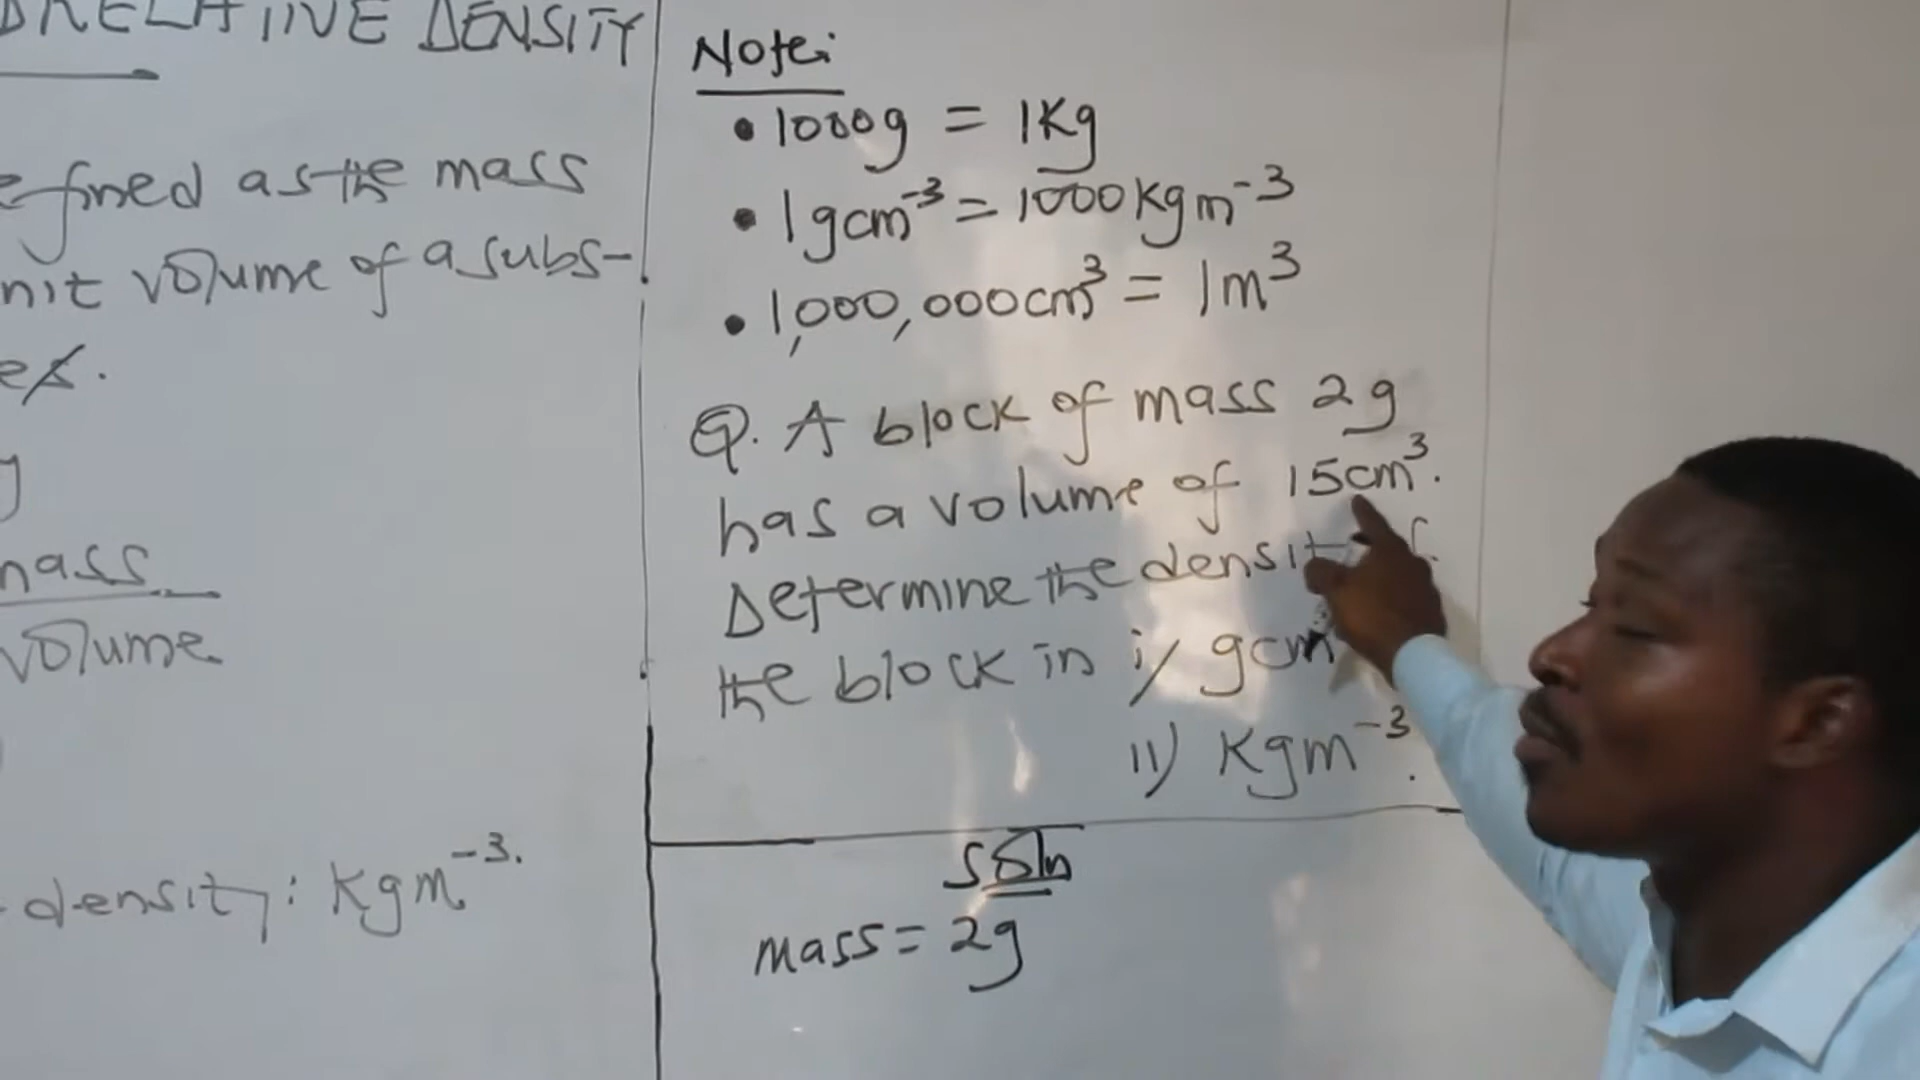 RELATIVE DENSITY
efined as the mass
nit volume of a subs-
mass
volume
density: Kgm⁻³.
Note:
• 1000g = 1Kg
• 1gcm⁻³ = 1000Kgm⁻³
• 1,000,000cm³ = 1m³
Q. A block of mass 2g
has a volume of 15cm³.
Determine the densit
the block in i/ gcm
ii) Kgm⁻³.
Soln
mass = 2g